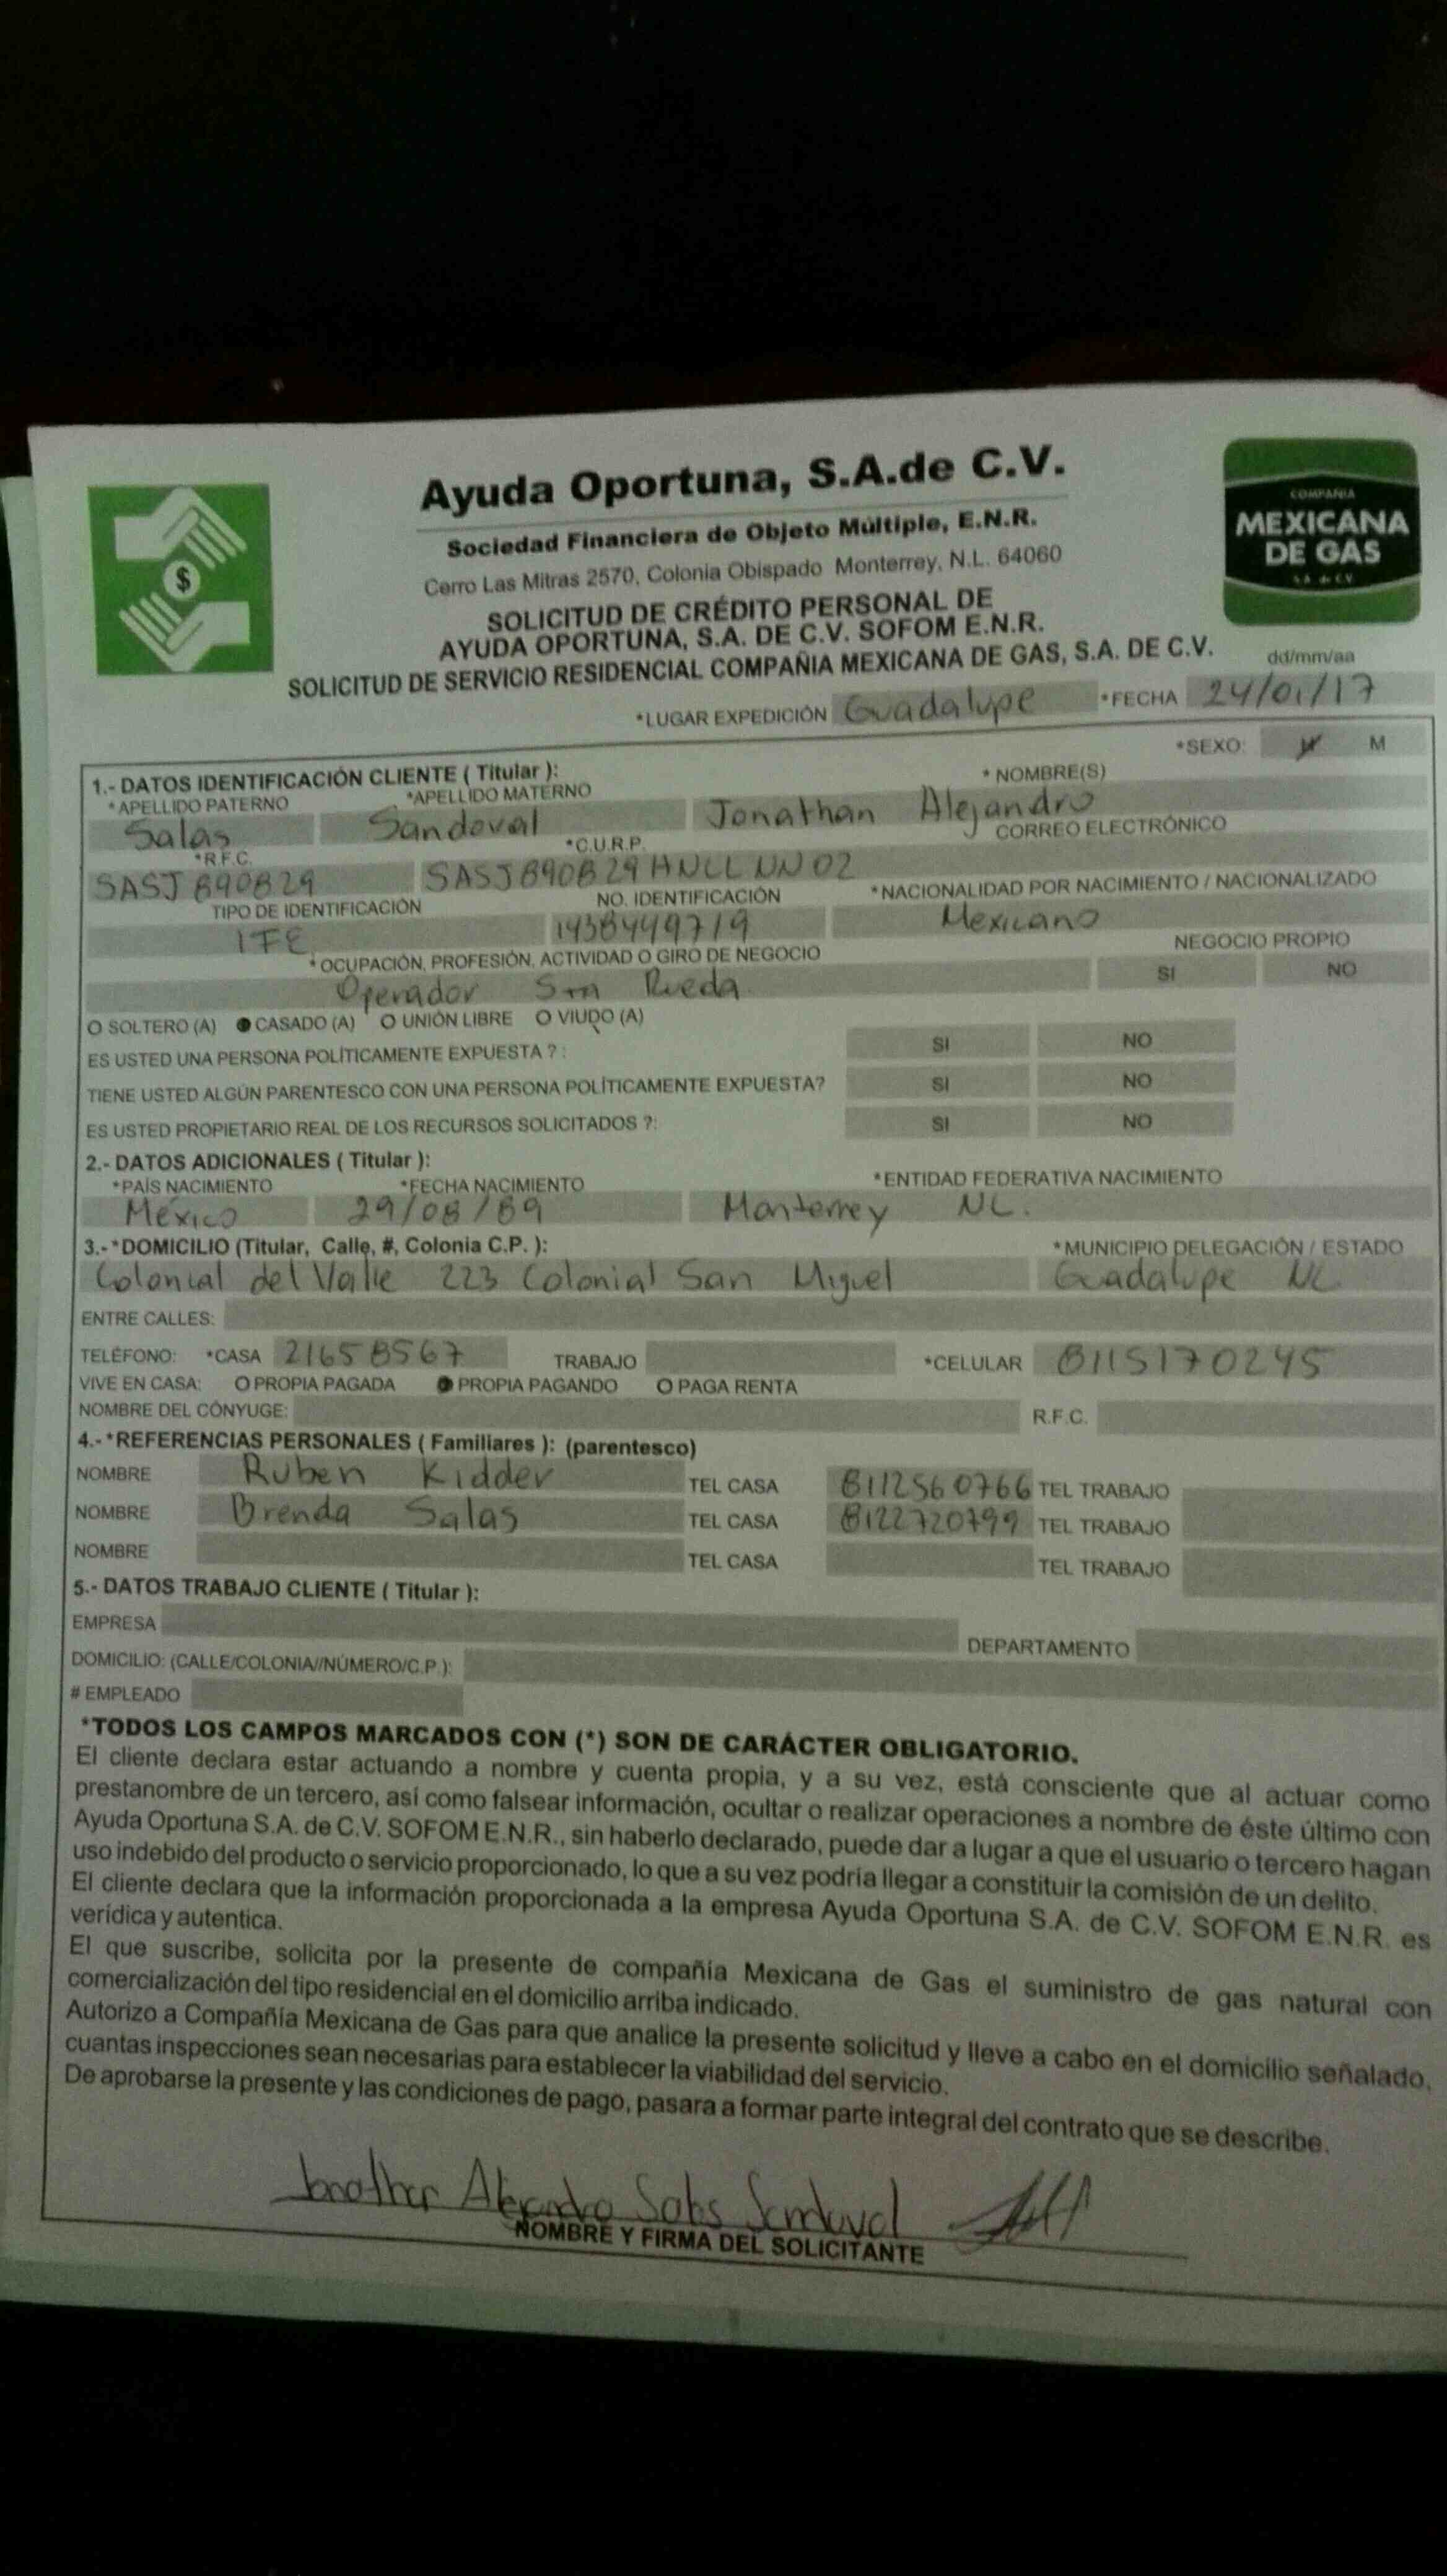 Ayuda Oportuna, S.A.de C.V.
Sociedad Financiera de Objeto Múltiple, E.N.R.
Cerro Las Mitras 2570, Colonia Obispado Monterrey, N.L. 64060
SOLICITUD DE CRÉDITO PERSONAL DE
AYUDA OPORTUNA, S.A. DE C.V. SOFOM E.N.R.
SOLICITUD DE SERVICIO RESIDENCIAL COMPAÑIA MEXICANA DE GAS, S.A. DE C.V.
$
COMPAÑIA
MEXICANA
DE GAS
S.A. de C.V.
dd/mm/aa
*LUGAR EXPEDICIÓN Guadalupe *FECHA 24/01/17
*SEXO: M
1.- DATOS IDENTIFICACIÓN CLIENTE ( Titular ):
*APELLIDO PATERNO *APELLIDO MATERNO * NOMBRE(S)
Salas Sandoval Jonathan Alejandro
*R.F.C. *C.U.R.P. CORREO ELECTRÓNICO
SASJ890829 SASJ890829HNLLNN02
TIPO DE IDENTIFICACIÓN NO. IDENTIFICACIÓN *NACIONALIDAD POR NACIMIENTO / NACIONALIZADO
IFE Mexicano
* OCUPACIÓN, PROFESIÓN, ACTIVIDAD O GIRO DE NEGOCIO NEGOCIO PROPIO
Operador Rueda SI NO
O SOLTERO (A) CASADO (A) O UNIÓN LIBRE O VIUDO (A)
ES USTED UNA PERSONA POLÍTICAMENTE EXPUESTA ? : SI NO
TIENE USTED ALGÚN PARENTESCO CON UNA PERSONA POLÍTICAMENTE EXPUESTA? SI NO
ES USTED PROPIETARIO REAL DE LOS RECURSOS SOLICITADOS ?: SI NO
2.- DATOS ADICIONALES ( Titular ):
*PAÍS NACIMIENTO *FECHA NACIMIENTO *ENTIDAD FEDERATIVA NACIMIENTO
México 29/08/89 Monterrey NL.
3.- *DOMICILIO (Titular, Calle, #, Colonia C.P. ): *MUNICIPIO DELEGACIÓN / ESTADO
Colonial del Valle 223 Colonial San Miguel Guadalupe NL
ENTRE CALLES:
TELÉFONO: *CASA 21658567 TRABAJO *CELULAR 8115170245
VIVE EN CASA: O PROPIA PAGADA PROPIA PAGANDO O PAGA RENTA
NOMBRE DEL CÓNYUGE: R.F.C.
4.- *REFERENCIAS PERSONALES ( Familiares ): (parentesco)
NOMBRE Ruben Kidder TEL CASA 8112560766 TEL TRABAJO
NOMBRE Brenda Salas TEL CASA 8122720799 TEL TRABAJO
NOMBRE TEL CASA TEL TRABAJO
5.- DATOS TRABAJO CLIENTE ( Titular ):
EMPRESA DEPARTAMENTO
DOMICILIO: (CALLE/COLONIA//NÚMERO/C.P.):
# EMPLEADO
*TODOS LOS CAMPOS MARCADOS CON (*) SON DE CARÁCTER OBLIGATORIO.
El cliente declara estar actuando a nombre y cuenta propia, y a su vez, está consciente que al actuar como
prestanombre de un tercero, así como falsear información, ocultar o realizar operaciones a nombre de éste último con
Ayuda Oportuna S.A. de C.V. SOFOM E.N.R., sin haberlo declarado, puede dar a lugar a que el usuario o tercero hagan
uso indebido del producto o servicio proporcionado, lo que a su vez podría llegar a constituir la comisión de un delito.
El cliente declara que la información proporcionada a la empresa Ayuda Oportuna S.A. de C.V. SOFOM E.N.R. es
verídica y autentica.
El que suscribe, solicita por la presente de compañia Mexicana de Gas el suministro de gas natural con
comercialización del tipo residencial en el domicilio arriba indicado.
Autorizo a Compañía Mexicana de Gas para que analice la presente solicitud y lleve a cabo en el domicilio señalado,
cuantas inspecciones sean necesarias para establecer la viabilidad del servicio.
De aprobarse la presente y las condiciones de pago, pasara a formar parte integral del contrato que se describe.
Jonathan Alejandro Salas Sandoval
NOMBRE Y FIRMA DEL SOLICITANTE